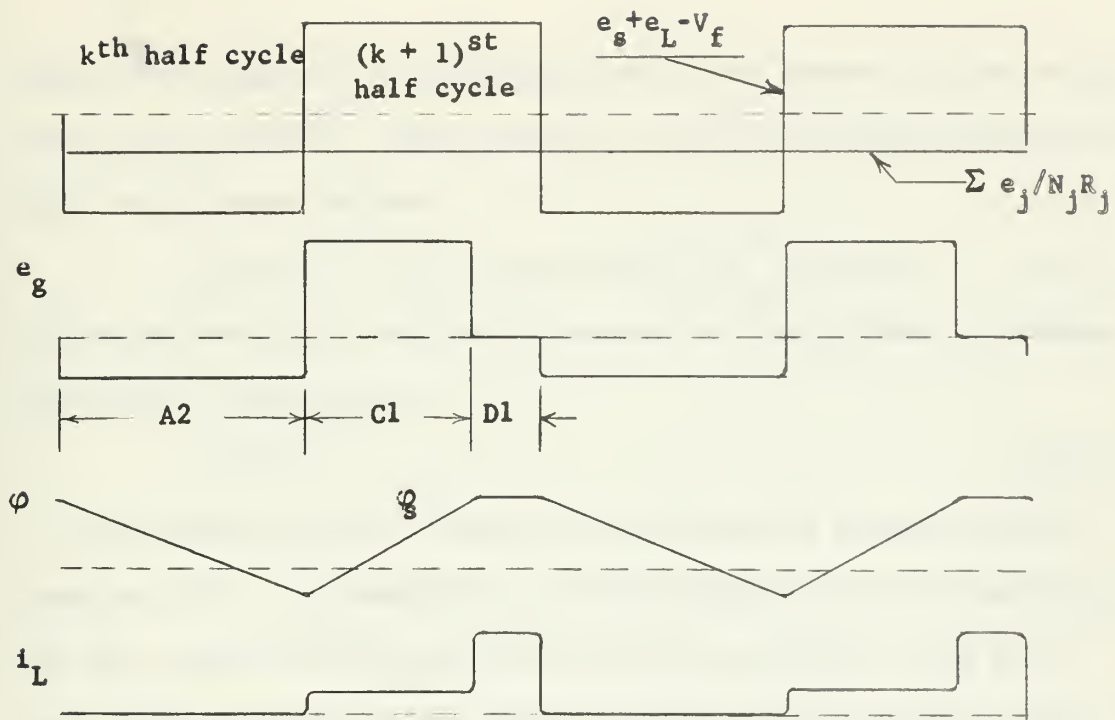 kth half cycle
(k + 1)st
half cycle
es+eL-Vf
Σ ej/NjRj
eg
A2
C1
D1
φ
φs
iL